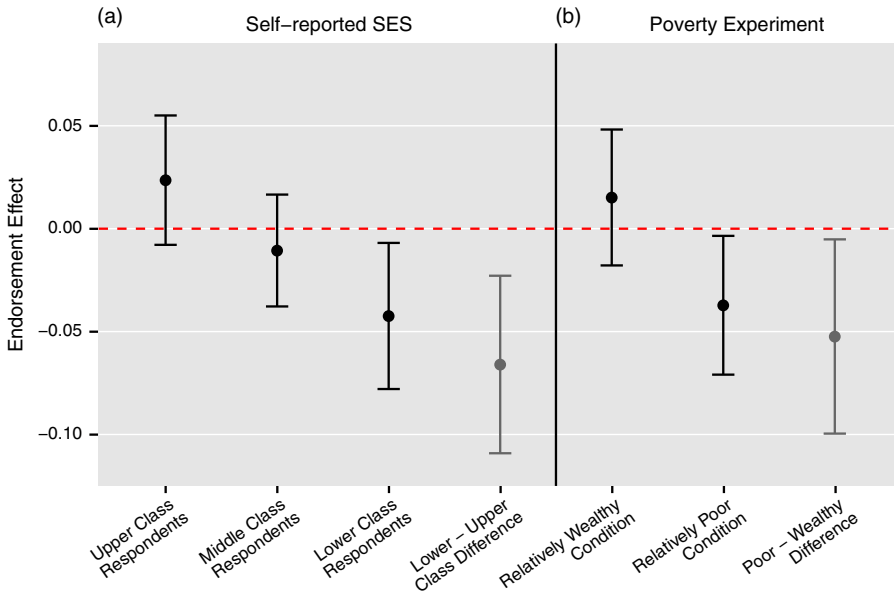 (a)
Self−reported SES
(b)
Poverty Experiment
Endorsement Effect
0.05
0.00
−0.05
−0.10
Upper Class
Respondents
Middle Class
Respondents
Lower Class
Respondents
Lower − Upper
Class Difference
Relatively Wealthy
Condition
Relatively Poor
Condition
Poor − Wealthy
Difference